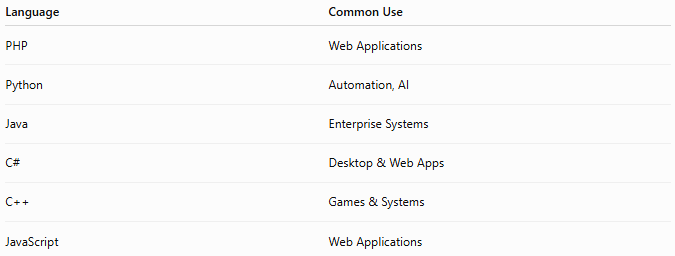 Language Common Use
PHP Web Applications
Python Automation, AI
Java Enterprise Systems
C# Desktop & Web Apps
C++ Games & Systems
JavaScript Web Applications